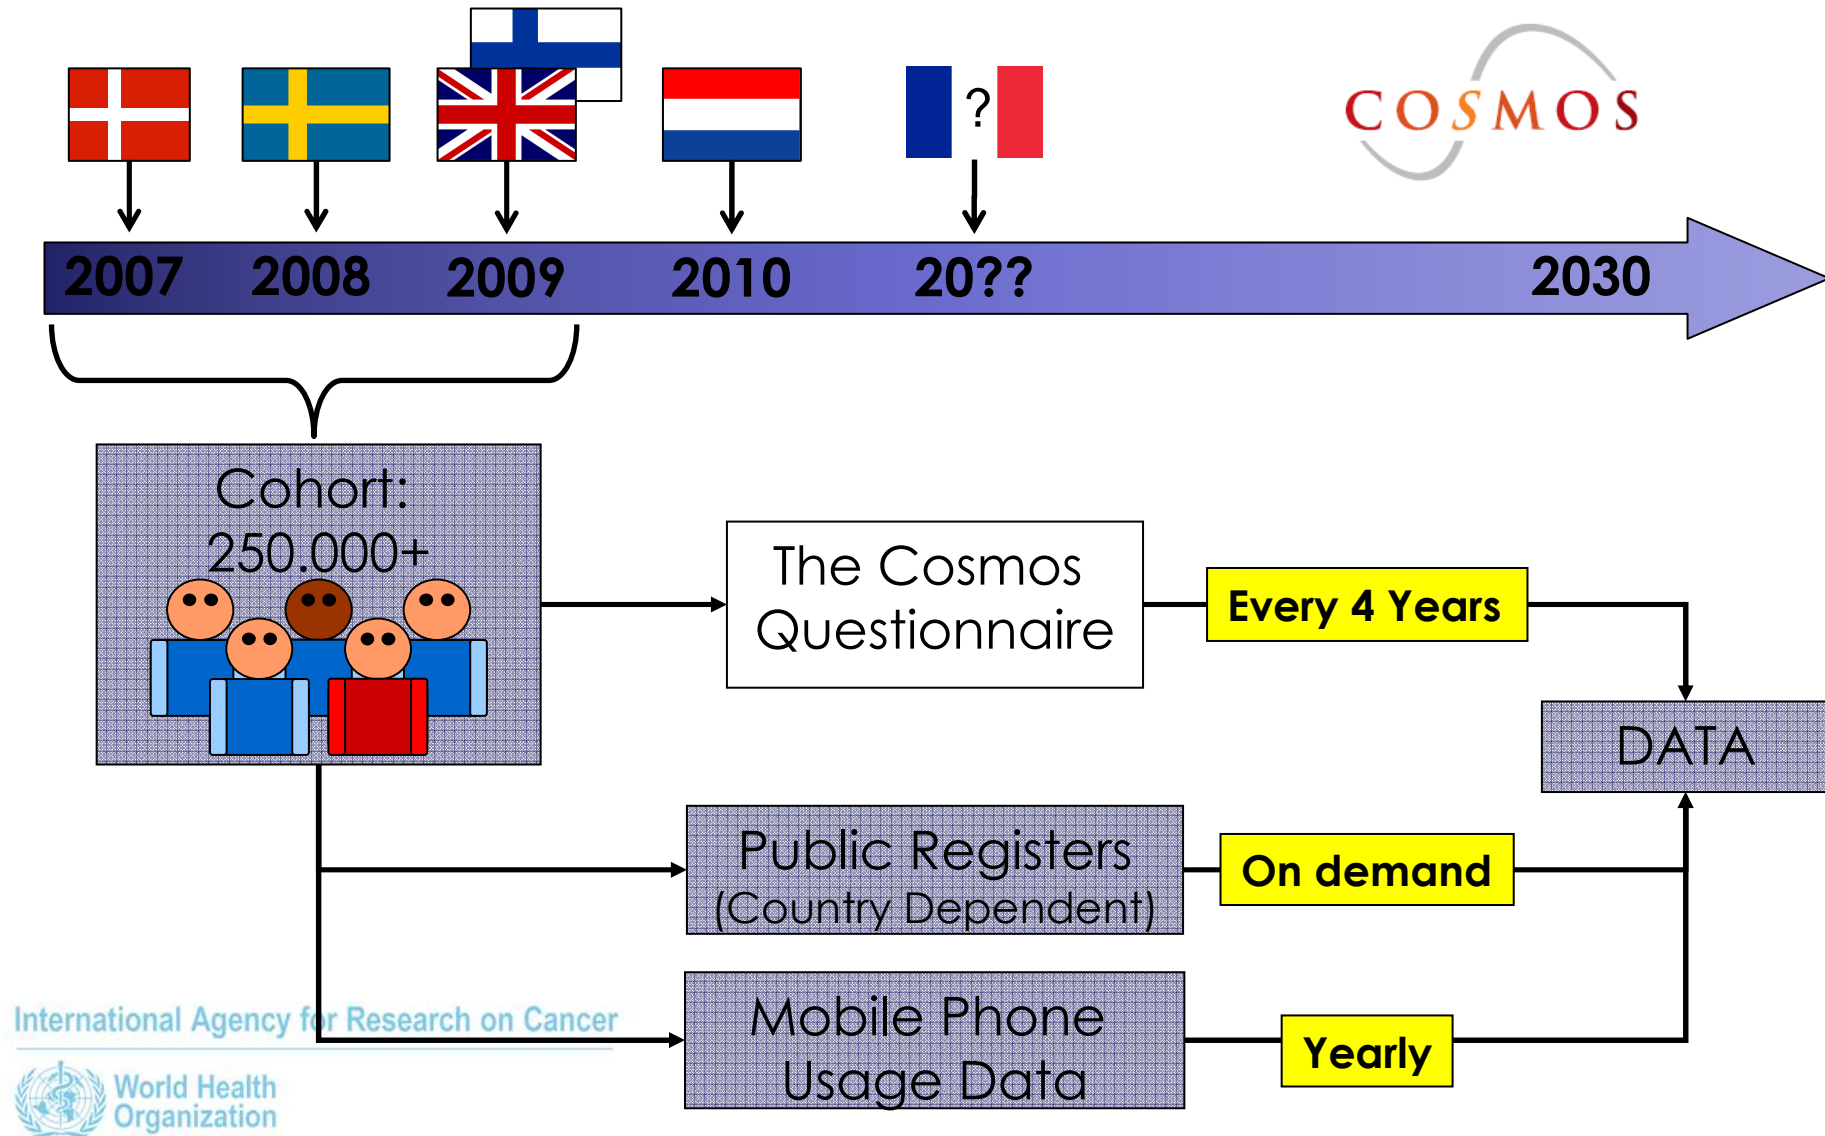 ?
COSMOS
2007 2008 2009 2010 20?? 2030
Cohort:
250.000+
The Cosmos
Questionnaire
Every 4 Years
DATA
Public Registers
(Country Dependent)
On demand
Mobile Phone
Usage Data
Yearly
International Agency for Research on Cancer
World Health
Organization